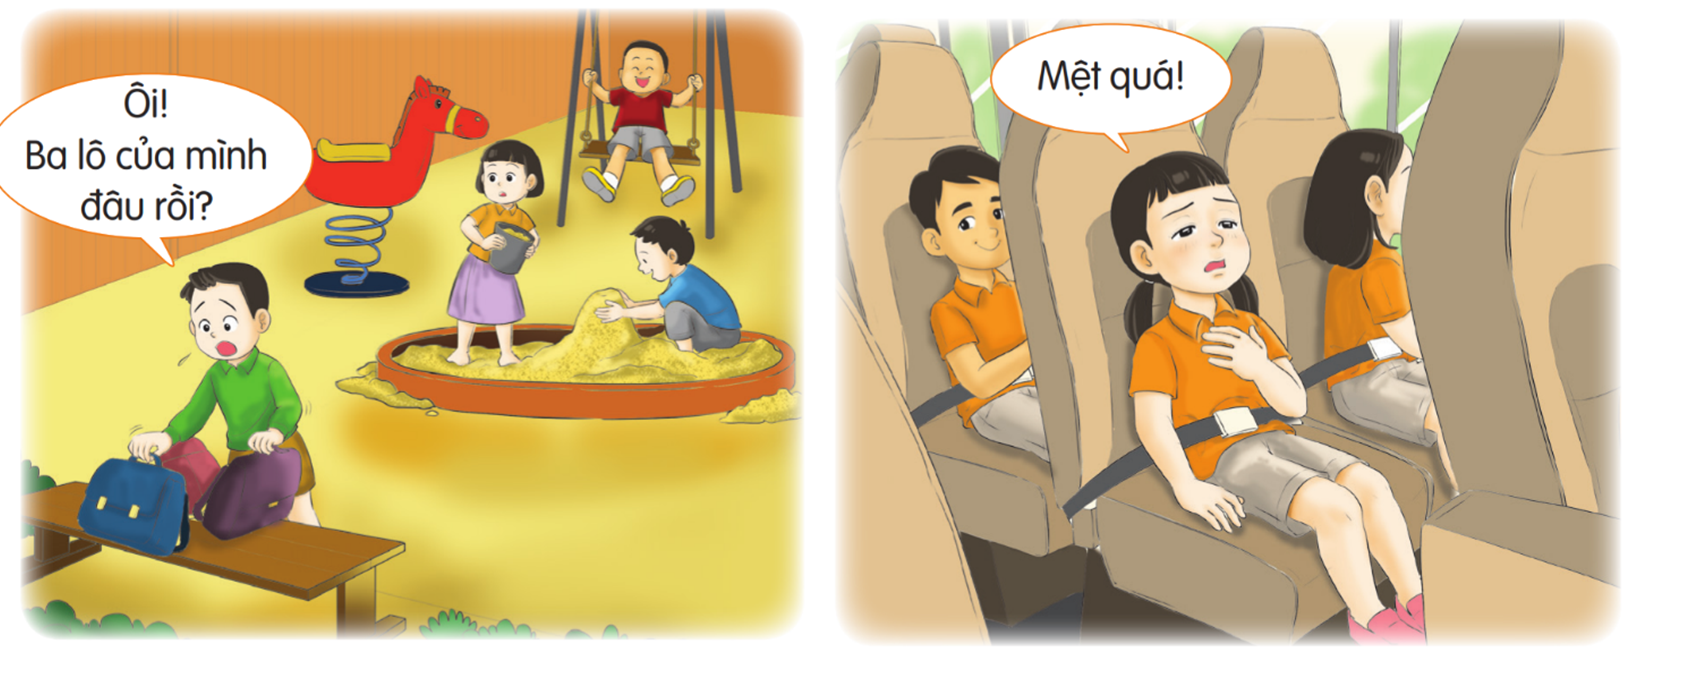 Ôi!
Ba lô của mình
đâu rồi?
Mệt quá!